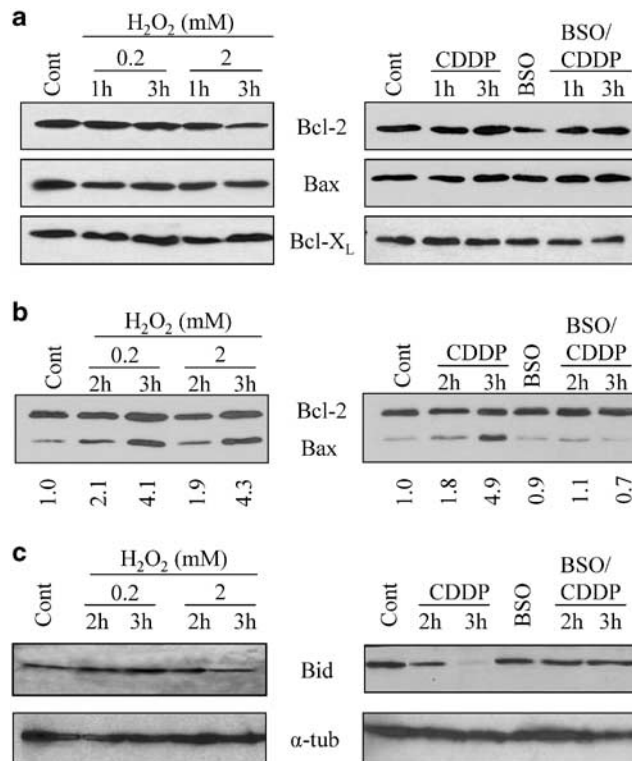 a
H₂O₂ (mM)
Cont 0.2 2
1h 3h 1h 3h
Cont CDDP BSO BSO/CDDP
1h 3h 1h 3h
Bcl-2
Bax
Bcl-X_L
b
H₂O₂ (mM)
Cont 0.2 2
2h 3h 2h 3h
Cont CDDP BSO BSO/CDDP
2h 3h 2h 3h
Bcl-2
Bax
1.0 2.1 4.1 1.9 4.3
1.0 1.8 4.9 0.9 1.1 0.7
c
H₂O₂ (mM)
Cont 0.2 2
2h 3h 2h 3h
Cont CDDP BSO BSO/CDDP
2h 3h 2h 3h
Bid
α-tub